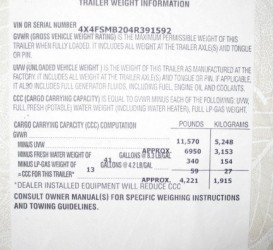 TRAILER WEIGHT INFORMATION
VIN OR SERIAL NUMBER
4X4FSMB204R391592
GVWR (GROSS VEHICLE WEIGHT RATING) IS THE MAXIMUM PERMISSIBLE WEIGHT OF THIS
TRAILER WHEN FULLY LOADED. IT INCLUDES ALL WEIGHT AT THE TRAILER AXLE(S) AND TONGUE
OR PIN.
UVW (UNLOADED VEHICLE WEIGHT) IS THE WEIGHT OF THIS TRAILER AS MANUFACTURED AT THE
FACTORY. IT INCLUDES ALL WEIGHT AT THE TRAILER AXLE(S) AND TONGUE OR PIN. IF APPLICABLE,
IT ALSO INCLUDES FULL GENERATOR FLUIDS, INCLUDING FUEL, ENGINE OIL AND COOLANTS.
CCC (CARGO CARRYING CAPACITY) IS EQUAL TO GVWR MINUS EACH OF THE FOLLOWING: UVW,
FULL FRESH (POTABLE) WATER WEIGHT (INCLUDING WATER HEATER), FULL LP-GAS WEIGHT.
CARGO CARRYING CAPACITY (CCC) COMPUTATION POUNDS KILOGRAMS
GVWR 11,570 5,248
MINUS UVW APPROX. 6950 3,153
MINUS FRESH WATER WEIGHT OF 41 GALLONS @ 8.3 LB/GAL 340 154
MINUS LP-GAS WEIGHT OF 13 GALLONS @ 4.2 LB/GAL 59 27
=CCC FOR THIS TRAILER* APPROX. 4,221 1,915
*DEALER INSTALLED EQUIPMENT WILL REDUCE CCC
CONSULT OWNER MANUAL(S) FOR SPECIFIC WEIGHING INSTRUCTIONS
AND TOWING GUIDELINES.